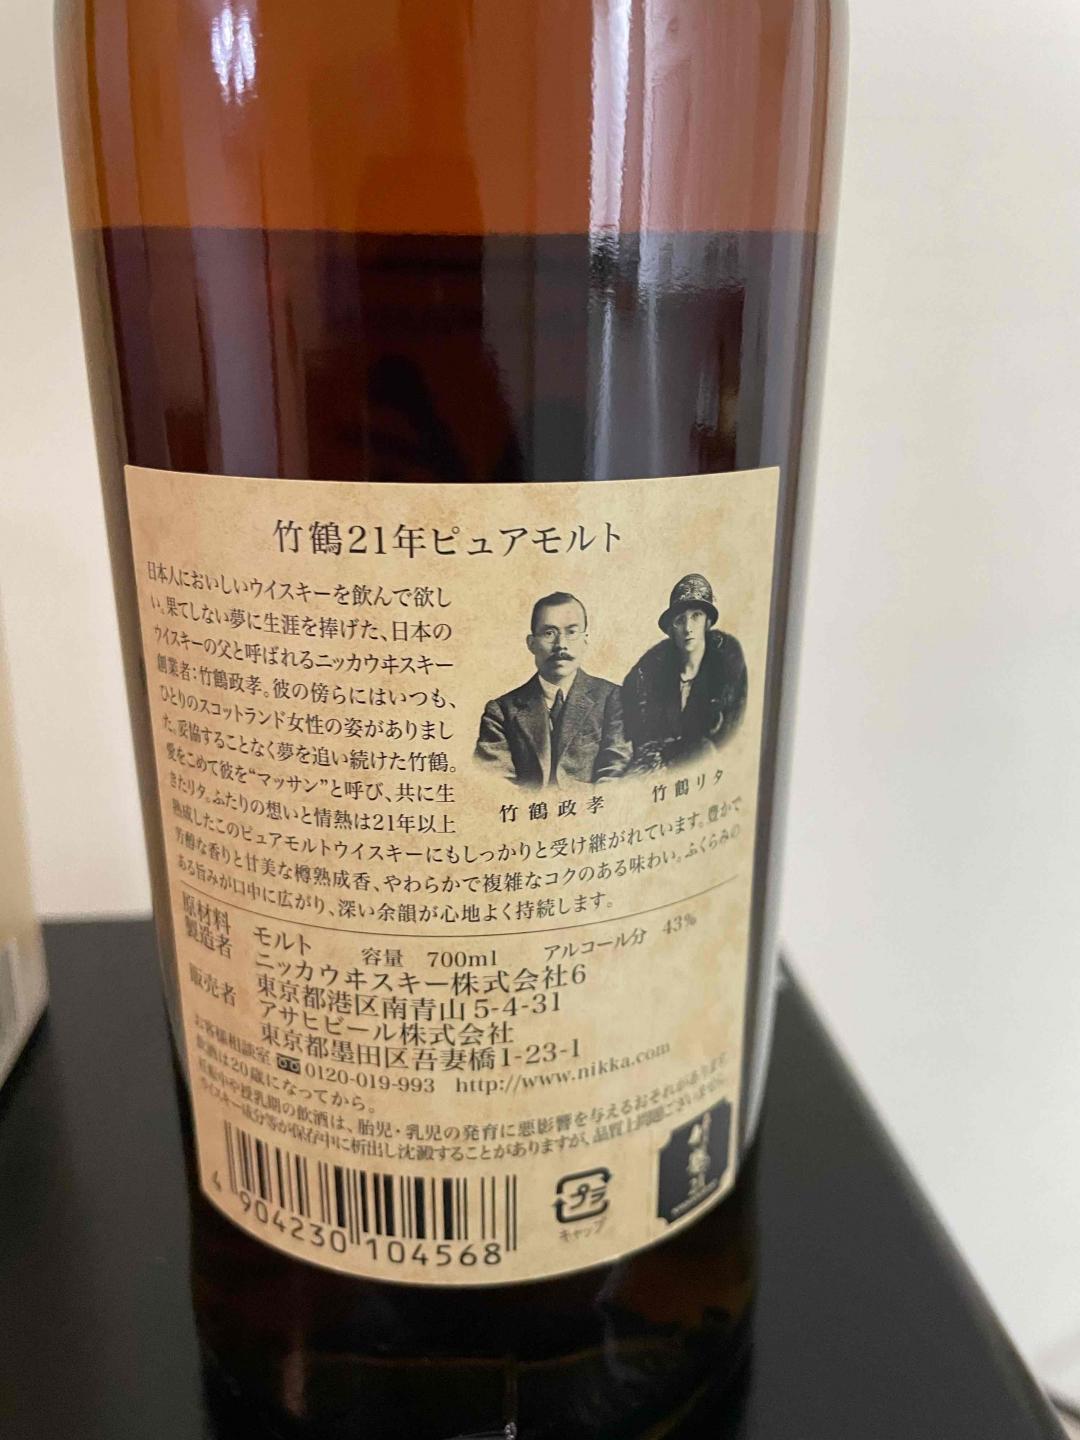 竹鶴21年ピュアモルト
日本人においしいウイスキーを飲んで欲し
い。果てしない夢に生涯を捧げた、日本の
ウイスキーの父と呼ばれるニッカウヰスキー
創業者：竹鶴政孝。彼の傍らにはいつも、
ひとりのスコットランド女性の姿がありまし
た。妥協することなく夢を追い続けた竹鶴。
愛をこめて彼を“マッサン”と呼び、共に生
きたリタ。ふたりの想いと情熱は21年以上
熟成したこのピュアモルトウイスキーにもしっかりと受け継がれています。豊かで
芳醇な香りと甘美な樽熟成香、やわらかで複雑なコクのある味わい。ふくらみの
ある旨みが口中に広がり、深い余韻が心地よく持続します。
竹鶴政孝
竹鶴リタ
原材料 モルト 容量 700ml アルコール分 43%
製造者 ニッカウヰスキー株式会社6
東京都港区南青山5-4-31
販売者 アサヒビール株式会社
東京都墨田区吾妻橋1-23-1
お客様相談室 0120-019-993 http://www.nikka.com
飲酒は20歳になってから。
妊娠中や授乳期の飲酒は、胎児・乳児の発育に悪影響を与えるおそれがあります。
ウイスキー成分等が保存中に析出し沈澱することがありますが、品質上問題ございません。
4 904230 104568
プラ
キャップ
竹鶴
21